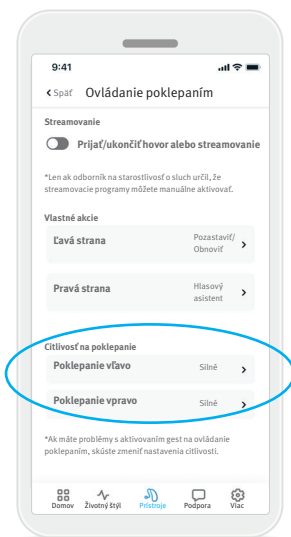 9:41
Späť Ovládanie poklepaním
Streamovanie
Prijať/ukončiť hovor alebo streamovanie
*Len ak odborník na starostlivosť o sluch určil, že
streamovacie programy môžete manuálne aktivovať.
Vlastné akcie
Ľavá strana Pozastaviť/
Obnoviť
Pravá strana Hlasový
asistent
Citlivosť na poklepanie
Poklepanie vľavo Silné
Poklepanie vpravo Silné
*Ak máte problémy s aktivovaním gest na ovládanie
poklepaním, skúste zmeniť nastavenia citlivosti.
Domov Životný štýl Prístroje Podpora Viac